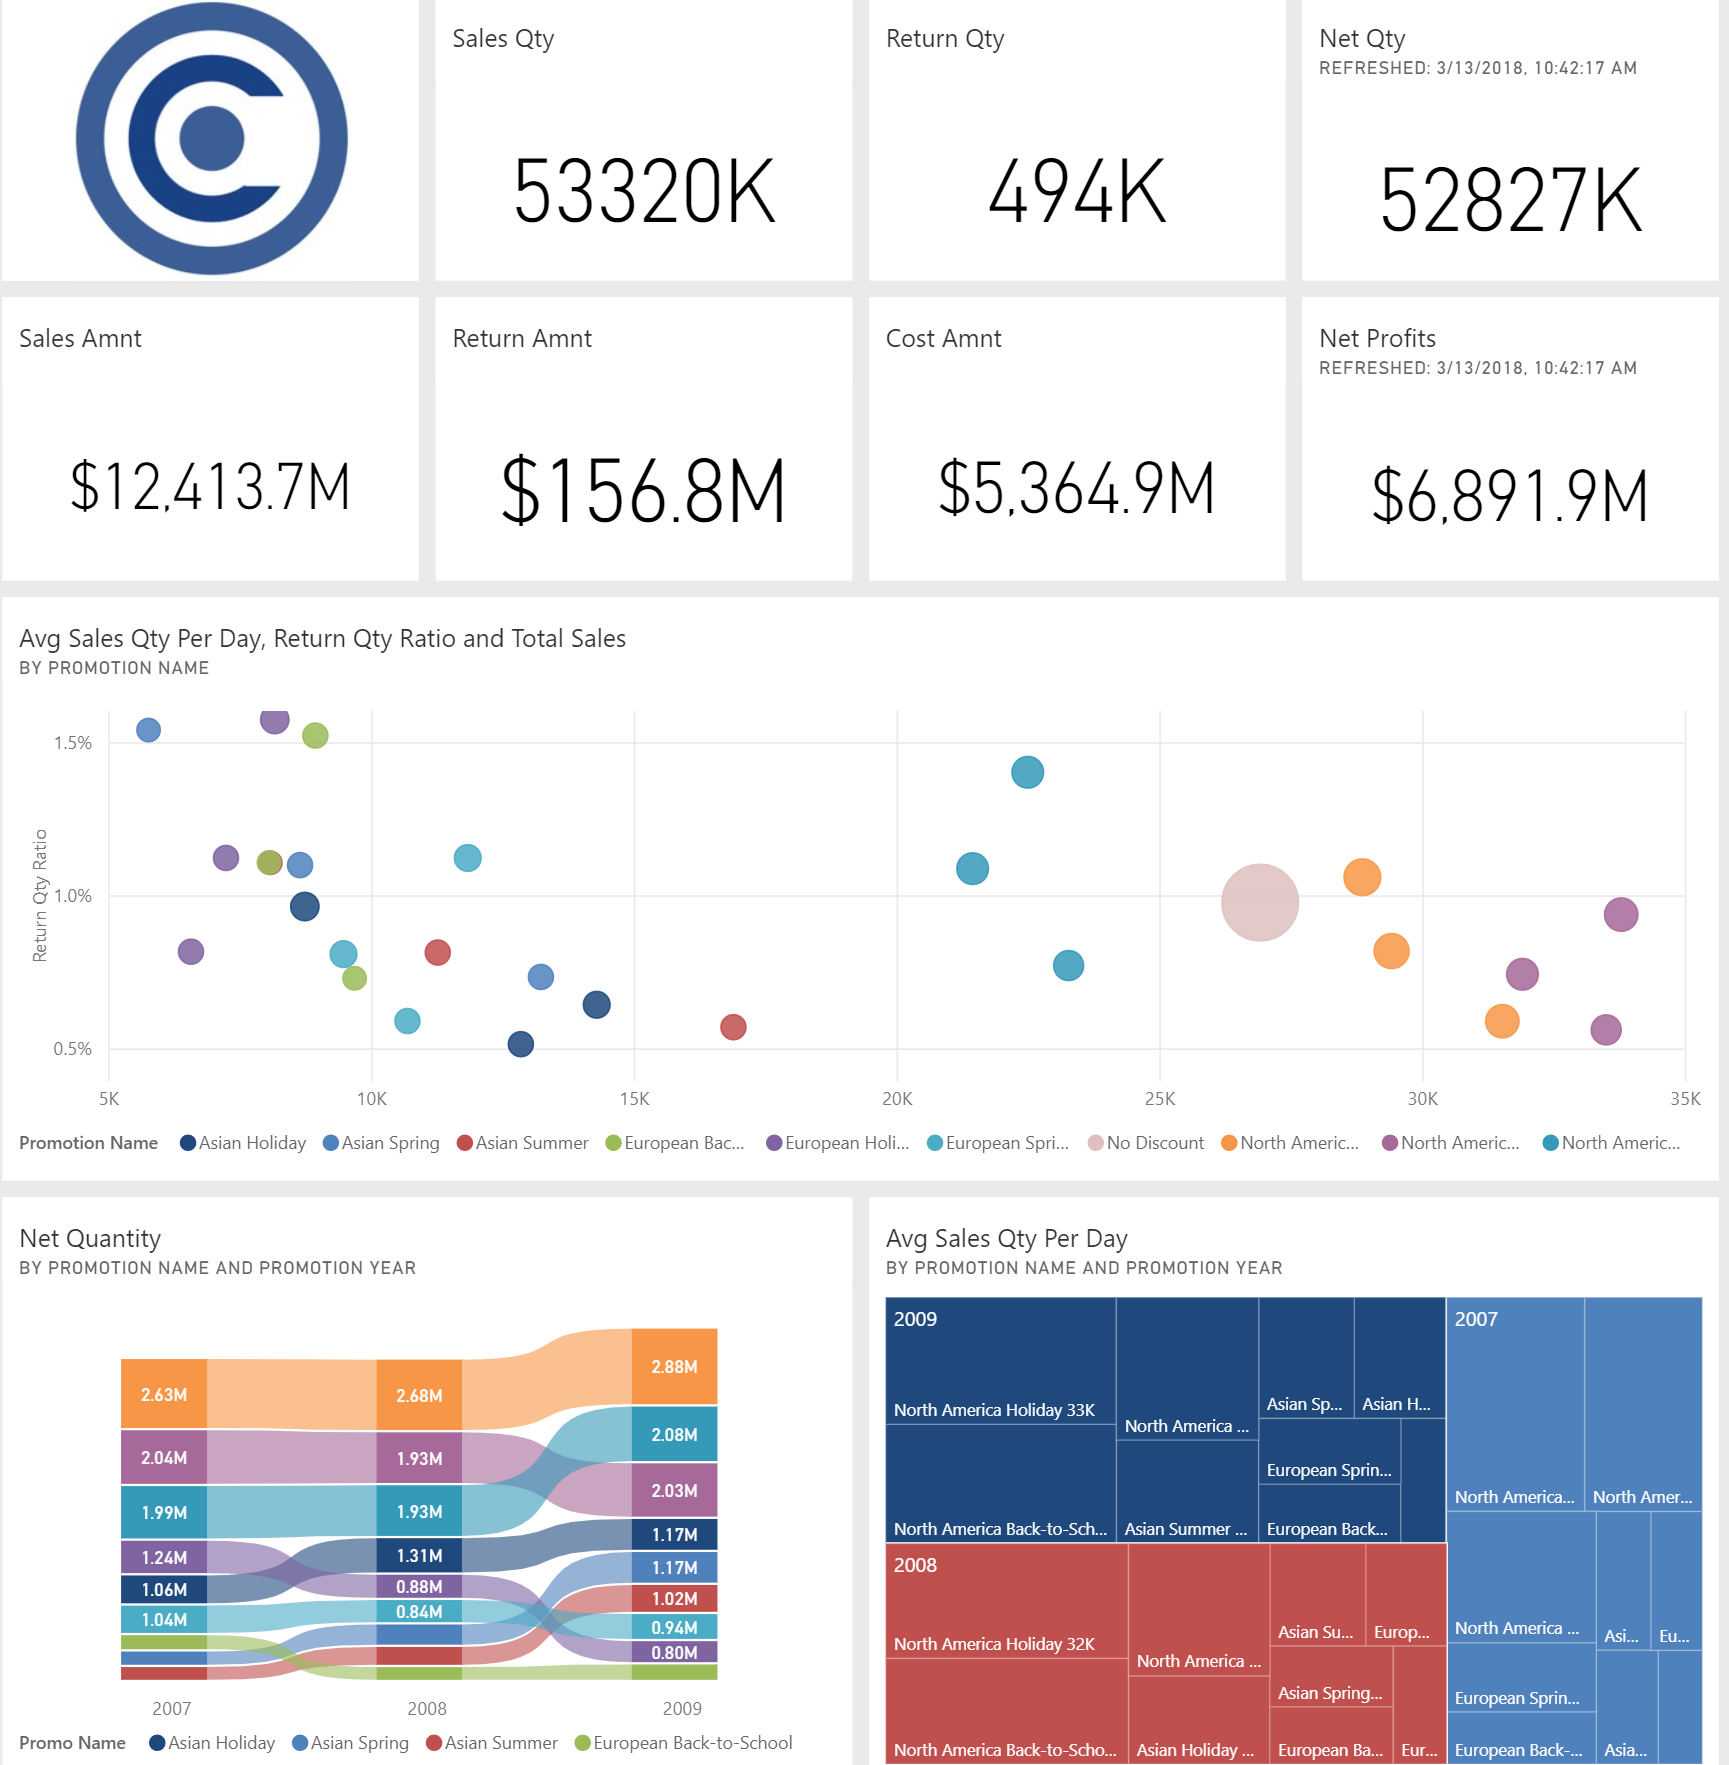 Sales Qty
53320K
Return Qty
494K
Net Qty
REFRESHED: 3/13/2018, 10:42:17 AM
52827K
Sales Amnt
$12,413.7M
Return Amnt
$156.8M
Cost Amnt
$5,364.9M
Net Profits
REFRESHED: 3/13/2018, 10:42:17 AM
$6,891.9M
Avg Sales Qty Per Day, Return Qty Ratio and Total Sales
BY PROMOTION NAME
Return Qty Ratio
1.5%
1.0%
0.5%
5K 10K 15K 20K 25K 30K 35K
Promotion Name Asian Holiday Asian Spring Asian Summer European Bac... European Holi... European Spri... No Discount North Americ... North Americ... North Americ...
Net Quantity
BY PROMOTION NAME AND PROMOTION YEAR
2.63M
2.04M
1.99M
1.24M
1.06M
1.04M
2.68M
1.93M
1.93M
1.31M
0.88M
0.84M
2.88M
2.08M
2.03M
1.17M
1.17M
1.02M
0.94M
0.80M
2007 2008 2009
Promo Name Asian Holiday Asian Spring Asian Summer European Back-to-School
Avg Sales Qty Per Day
BY PROMOTION NAME AND PROMOTION YEAR
2009
North America Holiday 33K
North America Back-to-Sch...
North America ...
Asian Summer ...
Asian Sp...
Asian H...
European Sprin...
European Back...
2008
North America Holiday 32K
North America Back-to-Scho...
North America ...
Asian Holiday ...
Asian Su...
Europ...
Asian Spring...
European Ba...
Eur...
2007
North America...
North Amer...
North America ...
Asi...
Eu...
European Sprin...
European Back-...
Asia...